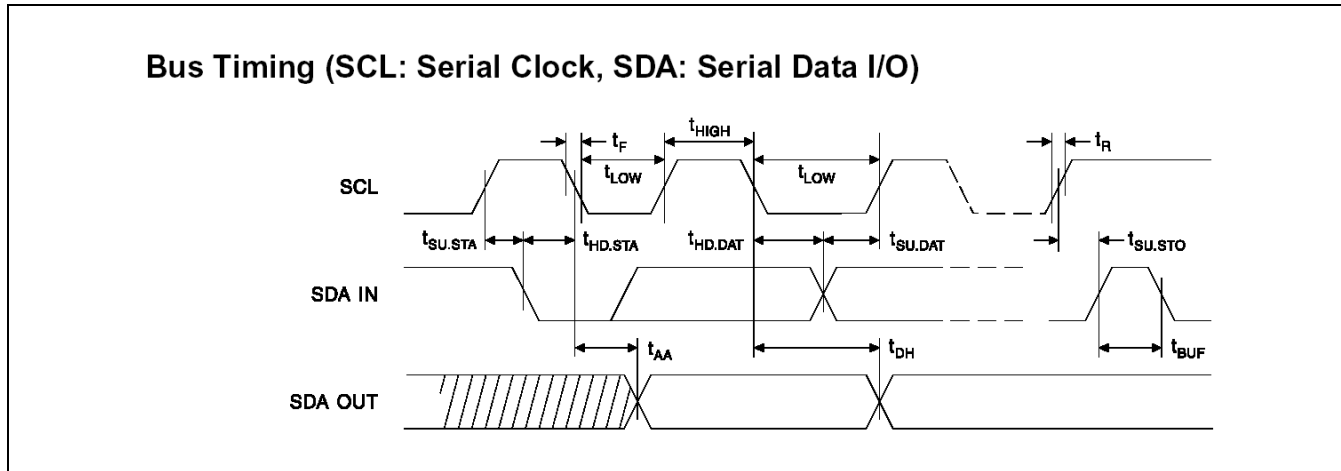 Bus Timing (SCL: Serial Clock, SDA: Serial Data I/O)
tHIGH
tF
tR
tLOW
tLOW
SCL
tSU.STA
tHD.STA
tHD.DAT
tSU.DAT
tSU.STO
SDA IN
tAA
tDH
tBUF
SDA OUT